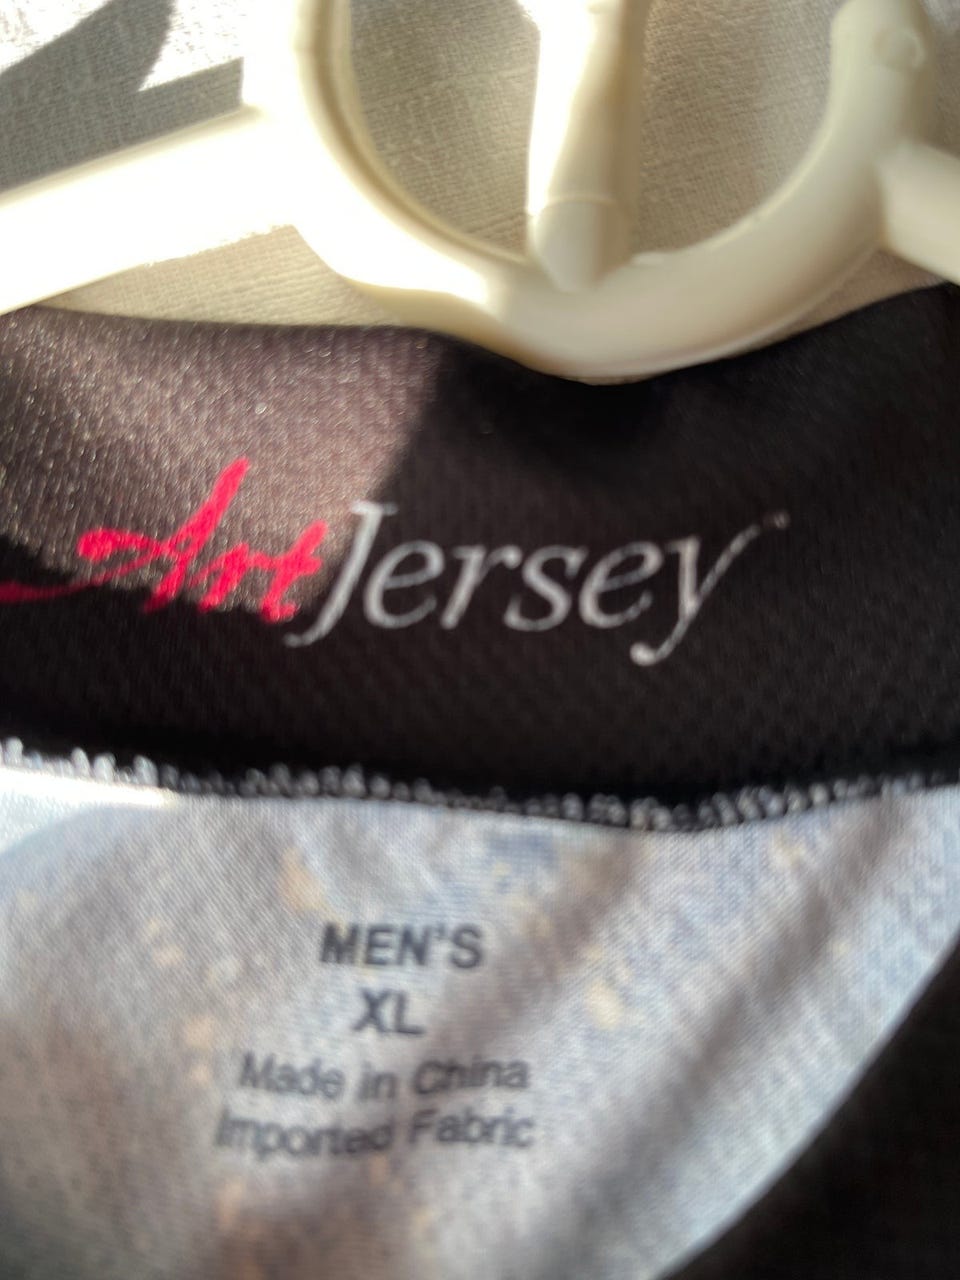 ArtJersey
MEN'S
XL
Made in China
Imported Fabric